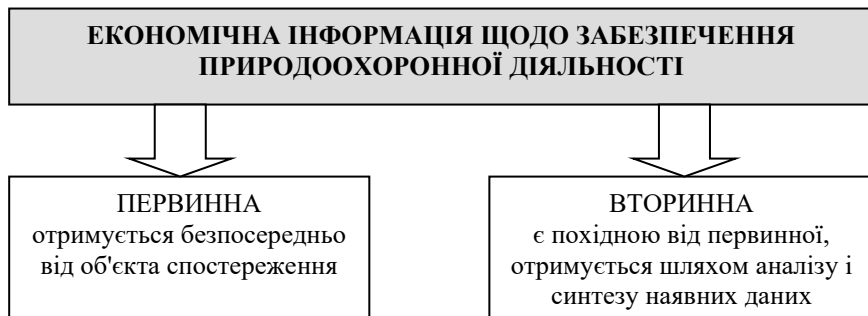 ЕКОНОМІЧНА ІНФОРМАЦІЯ ЩОДО ЗАБЕЗПЕЧЕННЯ
ПРИРОДООХОРОННОЇ ДІЯЛЬНОСТІ
ПЕРВИННА
отримується безпосередньо
від об'єкта спостереження
ВТОРИННА
є похідною від первинної,
отримується шляхом аналізу і
синтезу наявних даних